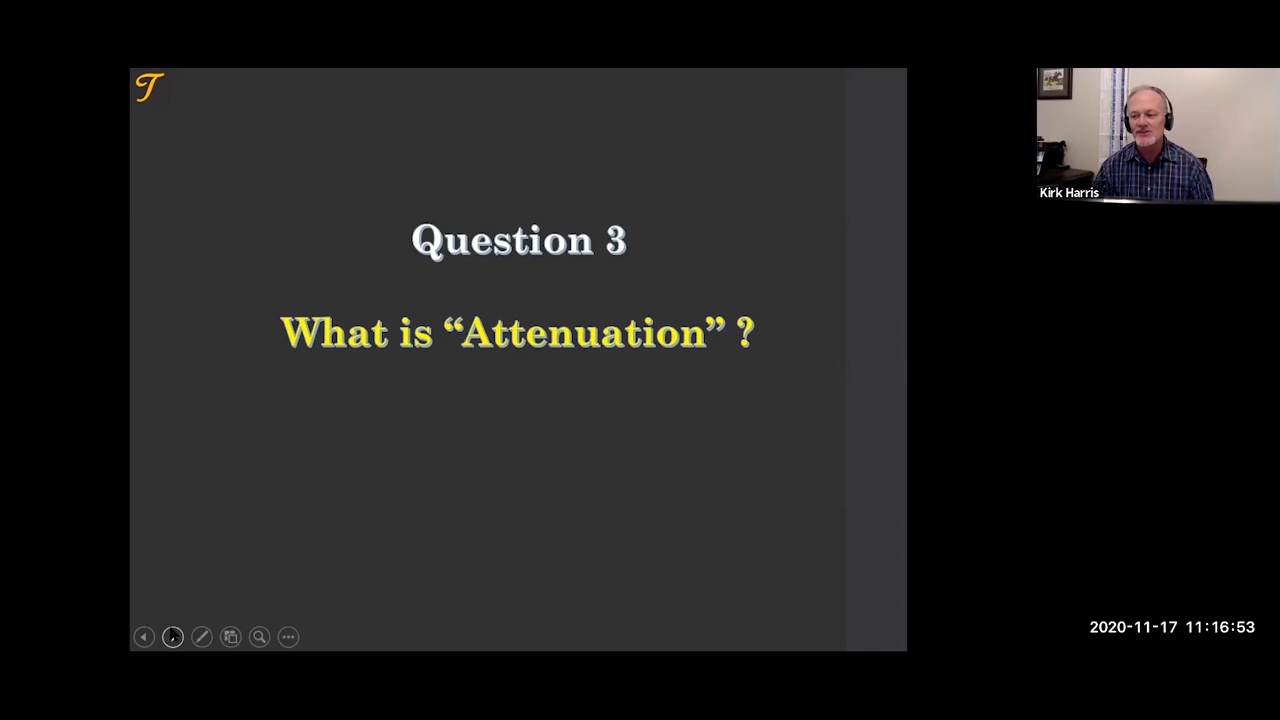 T
Question 3
What is “Attenuation” ?
Kirk Harris
2020-11-17 11:16:53